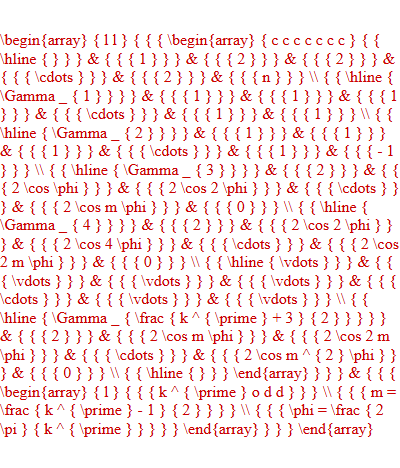 \begin{array} { 11 } { { { \begin{array} { c c c c c c c } { {
\hline { } } } & { { { 1 } } } & { { { 2 } } } & { { { 2 } } } &
{ { { \cdots } } } & { { { 2 } } } & { { { n } } } \\ { { \hline {
\Gamma _ { 1 } } } } & { { { 1 } } } & { { { 1 } } } & { { { 1
} } } & { { { \cdots } } } & { { { 1 } } } & { { { 1 } } } \\ { {
\hline { \Gamma _ { 2 } } } } & { { { 1 } } } & { { { 1 } } }
& { { { 1 } } } & { { { \cdots } } } & { { { 1 } } } & { { { - 1
} } } \\ { { \hline { \Gamma _ { 3 } } } } & { { { 2 } } } & { {
{ 2 \cos \phi } } } & { { { 2 \cos 2 \phi } } } & { { { \cdots } }
} & { { { 2 \cos m \phi } } } & { { { 0 } } } \\ { { \hline {
\Gamma _ { 4 } } } } & { { { 2 } } } & { { { 2 \cos 2 \phi } }
} & { { { 2 \cos 4 \phi } } } & { { { \cdots } } } & { { { 2 \cos
2 m \phi } } } & { { { 0 } } } \\ { { \hline { \vdots } } } & { {
{ \vdots } } } & { { { \vdots } } } & { { { \vdots } } } & { { {
\cdots } } } & { { { \vdots } } } & { { { \vdots } } } \\ { {
\hline { \Gamma _ { \frac { k ^ { \prime } + 3 } { 2 } } } } }
& { { { 2 } } } & { { { 2 \cos m \phi } } } & { { { 2 \cos 2 m
\phi } } } & { { { \cdots } } } & { { { 2 \cos m ^ { 2 } \phi } }
} & { { { 0 } } } \\ { { \hline { } } } \end{array} } } } & { { {
\begin{array} { 1 } { { { k ^ { \prime } o d d } } } \\ { { { m =
\frac { k ^ { \prime } - 1 } { 2 } } } } \\ { { { \phi = \frac { 2
\pi } { k ^ { \prime } } } } } \end{array} } } } \end{array}